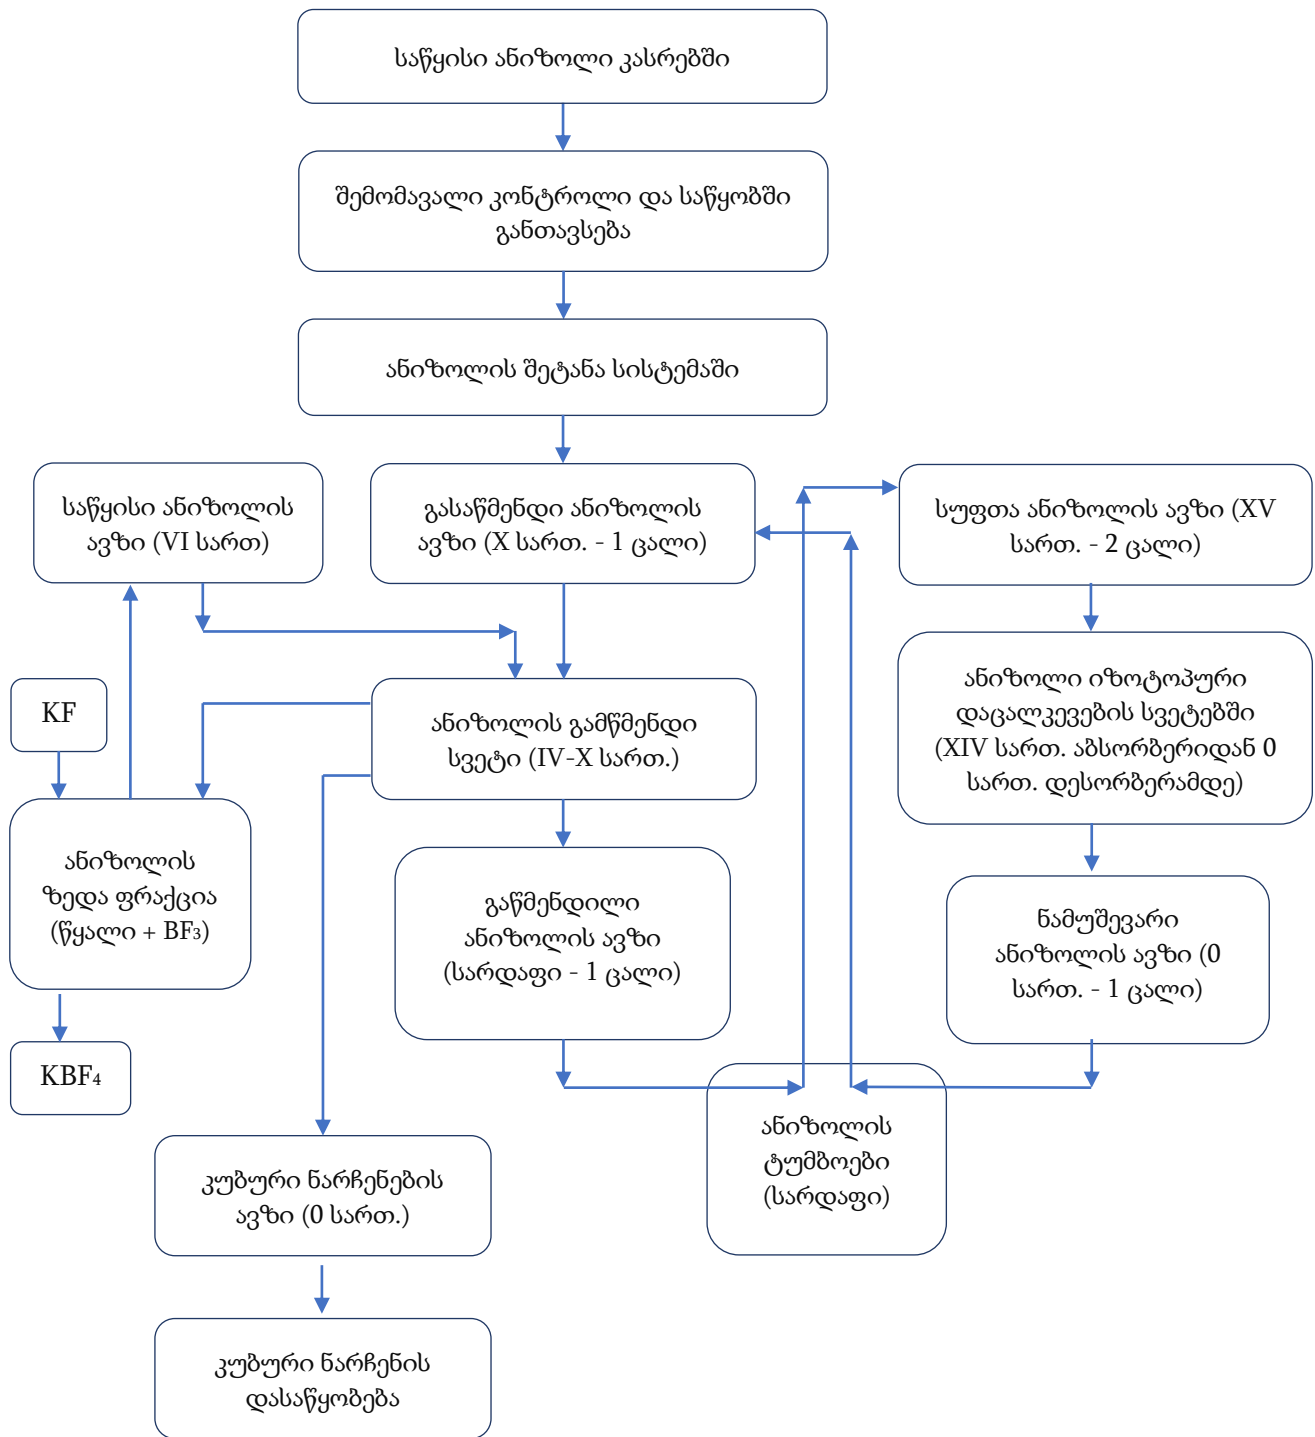 საწყისი ანიზოლი კასრებში
შემომავალი კონტროლი და საწყობში
განთავსება
ანიზოლის შეტანა სისტემაში
საწყისი ანიზოლის
ავზი (VI სართ)
გასაწმენდი ანიზოლის
ავზი (X სართ. - 1 ცალი)
სუფთა ანიზოლის ავზი (XV
სართ. - 2 ცალი)
KF
ანიზოლის გამწმენდი
სვეტი (IV-X სართ.)
ანიზოლი იზოტოპური
დაცალკევების სვეტებში
(XIV სართ. აბსორბერიდან 0
სართ. დესორბერამდე)
ანიზოლის
ზედა ფრაქცია
(წყალი + BF₃)
გაწმენდილი
ანიზოლის ავზი
(სარდაფი - 1 ცალი)
ნამუშევარი
ანიზოლის ავზი (0
სართ. - 1 ცალი)
KBF₄
ანიზოლის
ტუმბოები
(სარდაფი)
კუბური ნარჩენების
ავზი (0 სართ.)
კუბური ნარჩენის
დასაწყობება